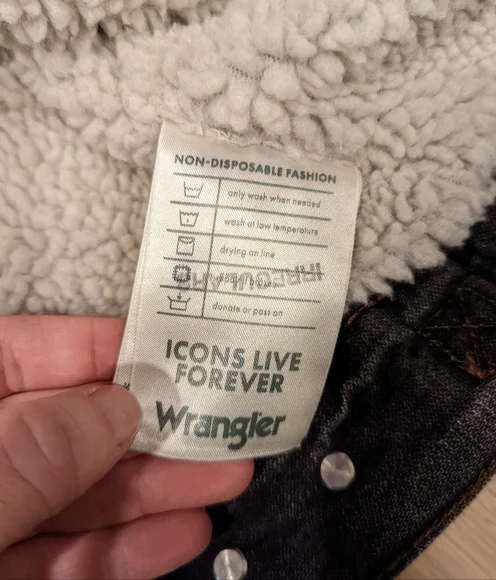 NON-DISPOSABLE FASHION
only wash when needed
wash at low temperature
drying on line
IRREGULAR
donate or pass on
ICONS LIVE
FOREVER
Wrangler